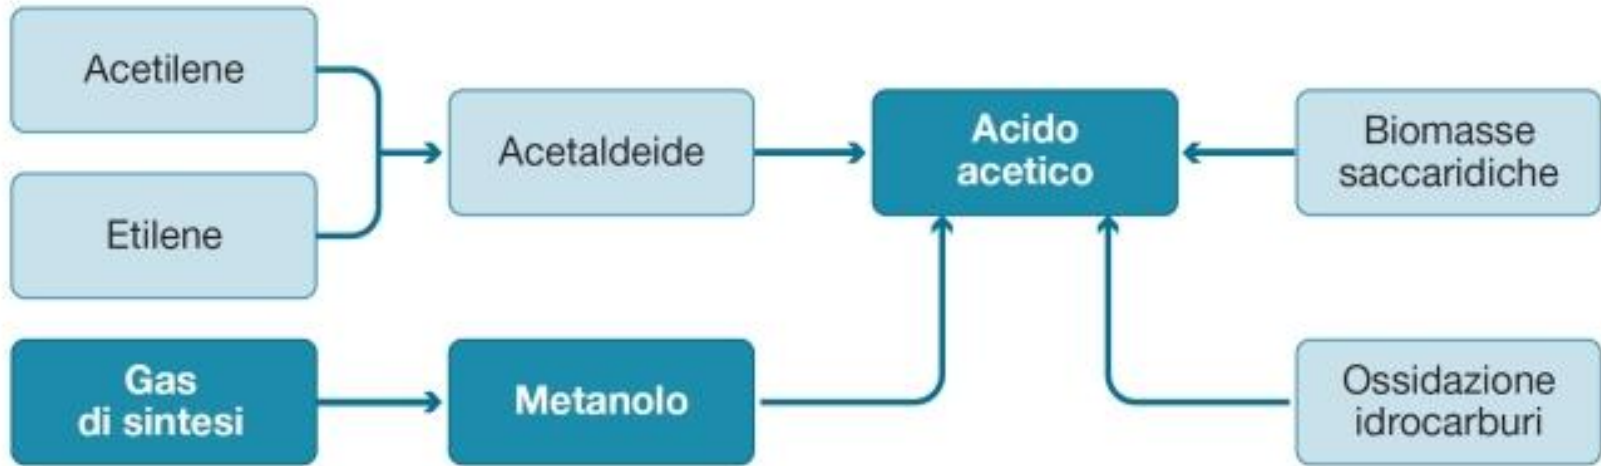 Acetilene
Etilene
Acetaldeide
Acido
acetico
Biomasse
saccaridiche
Gas
di sintesi
Metanolo
Ossidazione
idrocarburi